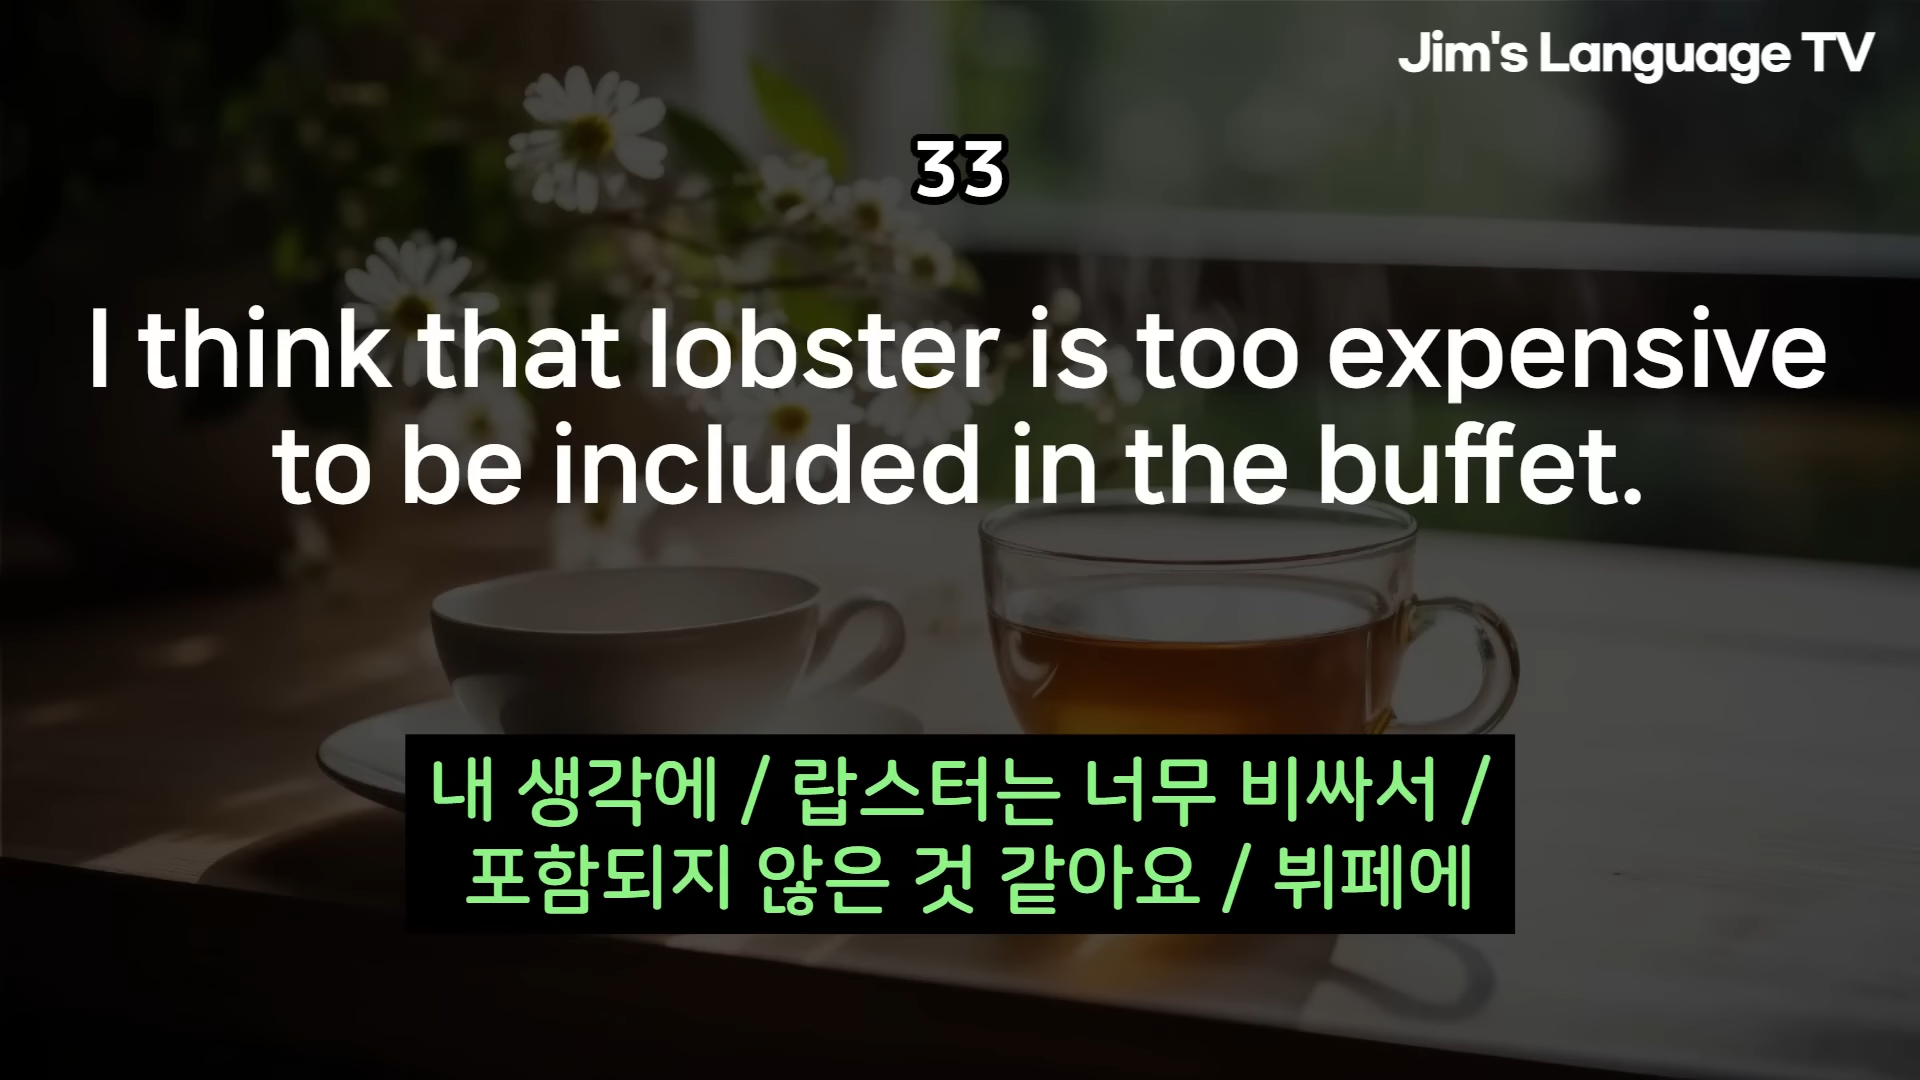 Jim's Language TV
33
I think that lobster is too expensive
to be included in the buffet.
내 생각에 / 랍스터는 너무 비싸서 /
포함되지 않은 것 같아요 / 뷔페에